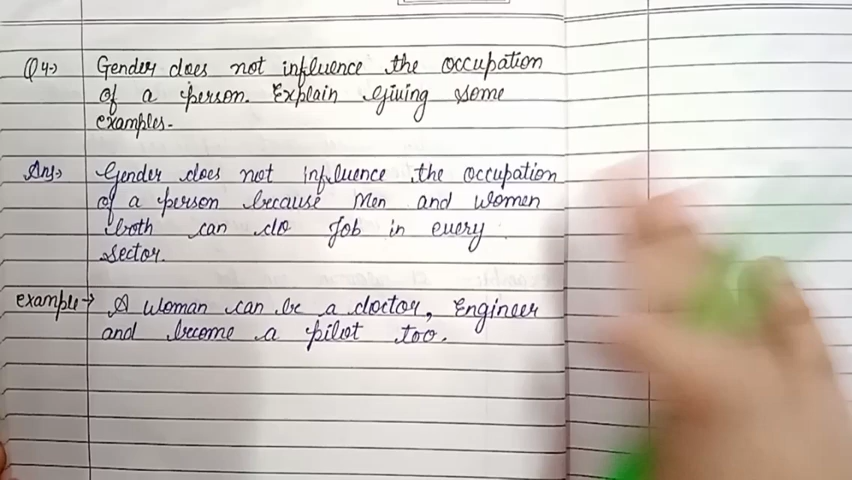 Q4→ Gender does not influence the occupation
of a person. Explain giving some
examples.
Ans→ Gender does not influence the occupation
of a person because Men and women
both can do Job in every
sector.
example→ A woman can be a doctor, Engineer
and become a pilot too.